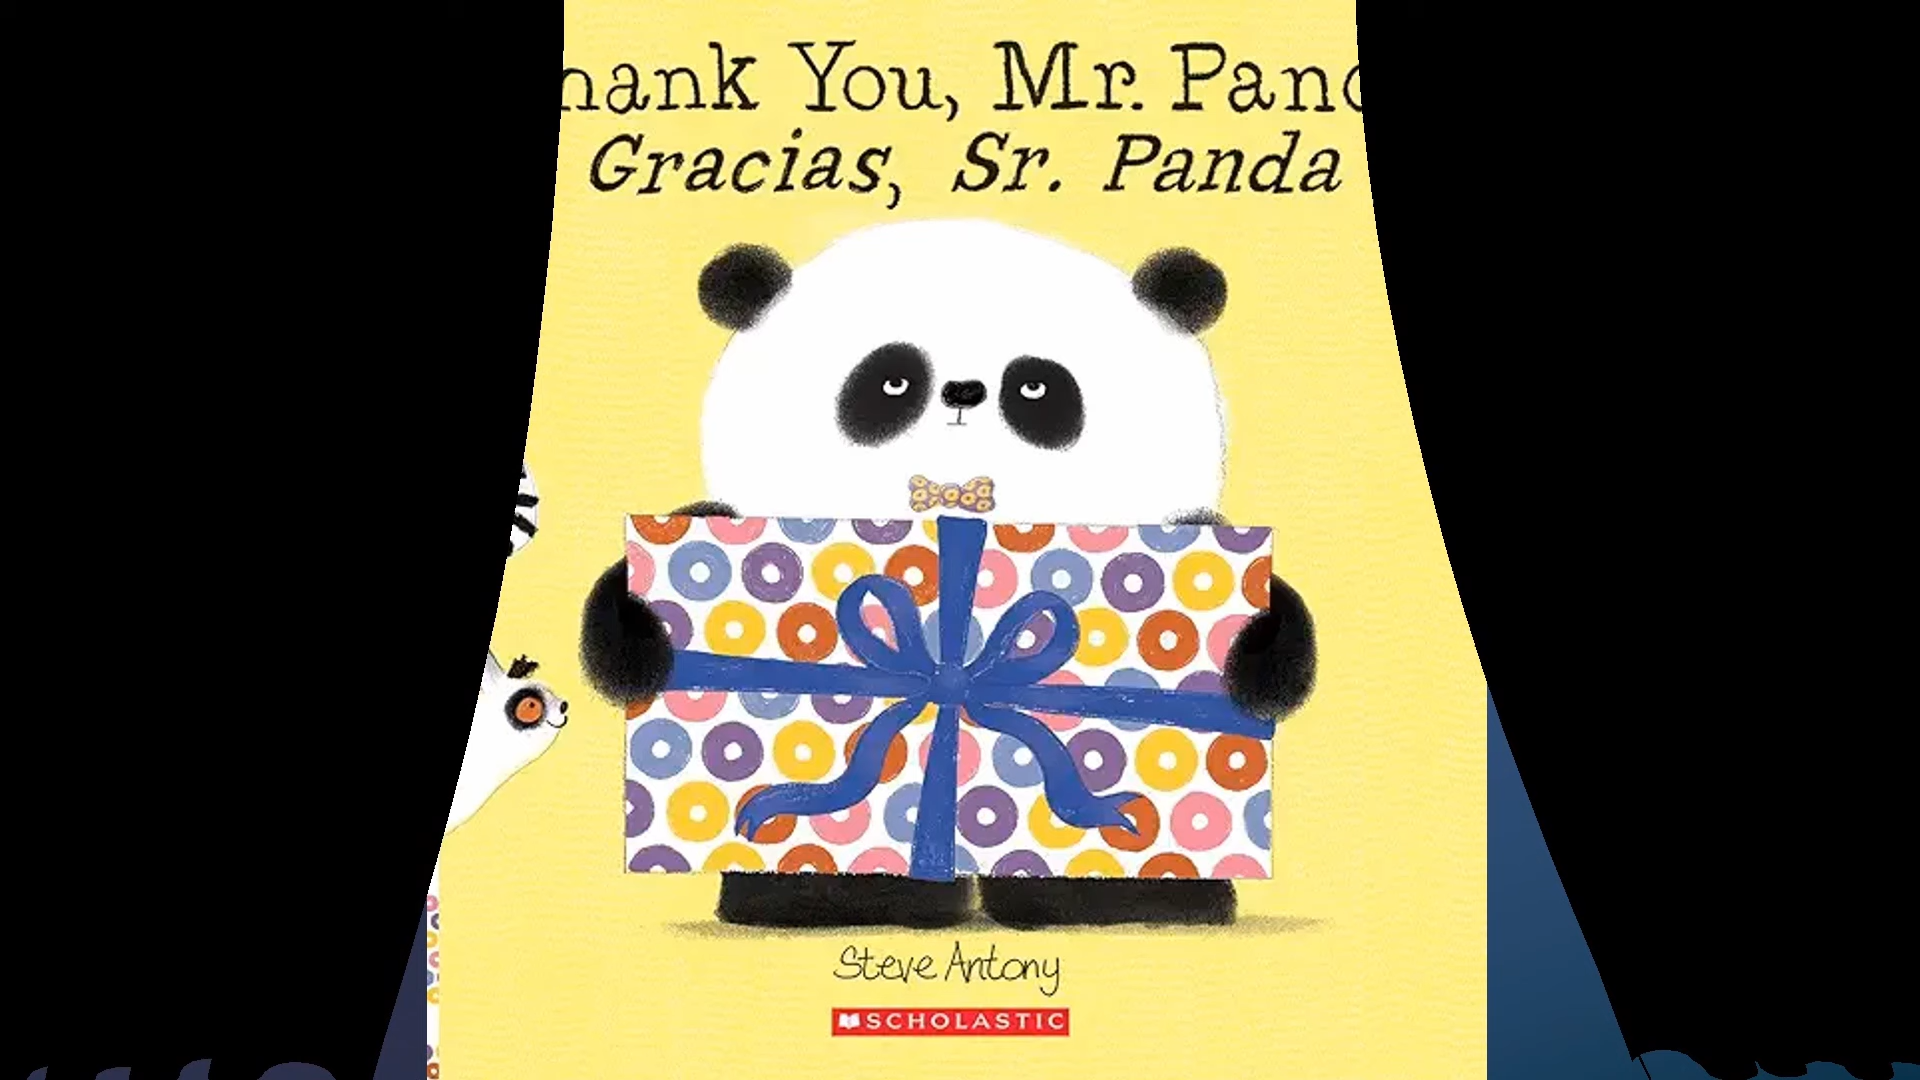 hank You, Mr. Pand
Gracias, Sr. Panda
Steve Antony
SCHOLASTIC